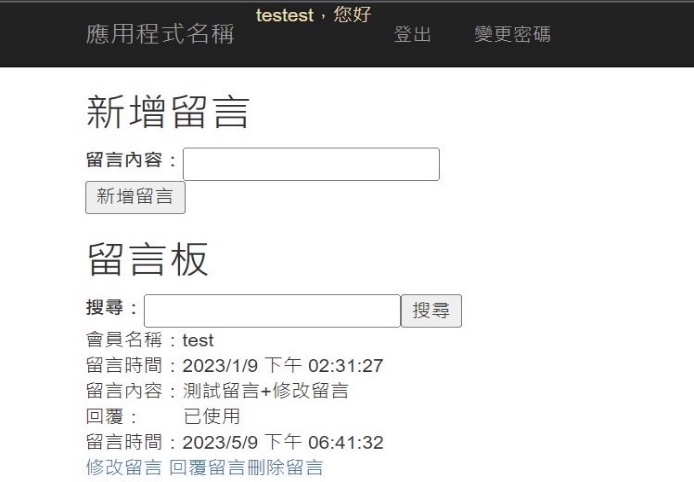 應用程式名稱 testest，您好 登出 變更密碼
新增留言
留言內容：
新增留言
留言板
搜尋： 搜尋
會員名稱：test
留言時間：2023/1/9 下午 02:31:27
留言內容：測試留言+修改留言
回覆： 已使用
留言時間：2023/5/9 下午 06:41:32
修改留言 回覆留言刪除留言